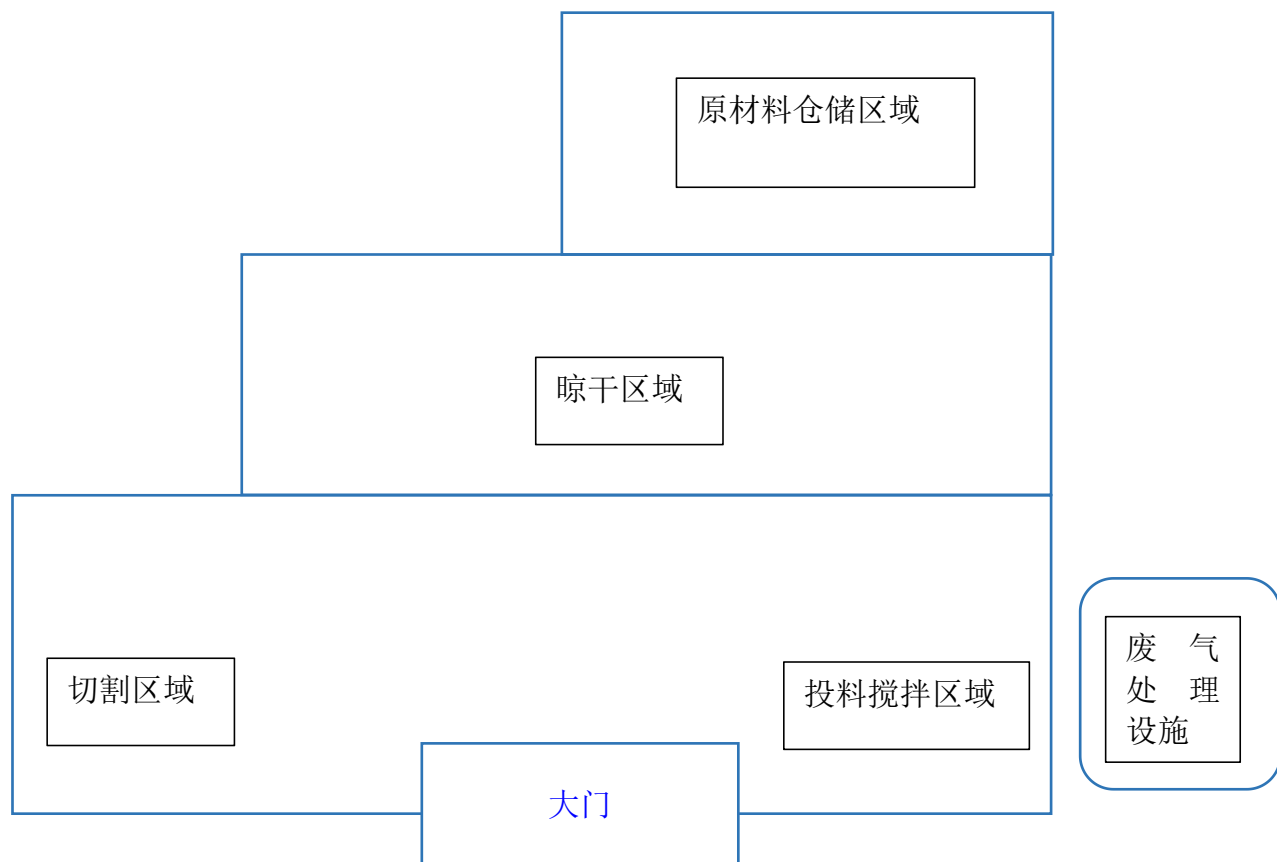 原材料仓储区域
晾干区域
切割区域
投料搅拌区域
废气
处理
设施
大门